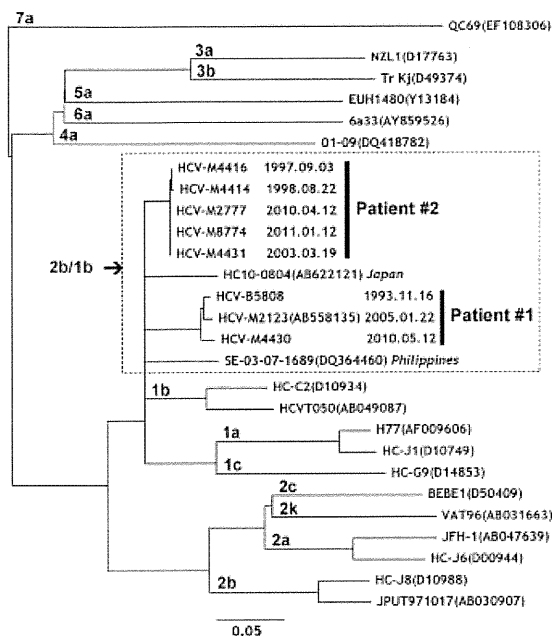 7a
QC69(EF108306)
3a
NZL1(D17763)
3b
Tr Kj(D49374)
5a
EUH1480(Y13184)
6a
6a33(AY859526)
4a
01-09(DQ418782)
HCV-M4416 1997.09.03
HCV-M4414 1998.08.22
HCV-M2777 2010.04.12
HCV-M8774 2011.01.12
HCV-M4431 2003.03.19
Patient #2
2b/1b
HC10-0804(AB622121) Japan
HCV-B5808 1993.11.16
HCV-M2123(AB558135) 2005.01.22
HCV-M4430 2010.05.12
Patient #1
SE-03-07-1689(DQ364460) Philippines
1b
HC-C2(D10934)
HCVT050(AB049087)
1a
H77(AF009606)
HC-J1(D10749)
1c
HC-G9(D14853)
2c
BEBE1(D50409)
2k
VAT96(AB031663)
2a
JFH-1(AB047639)
HC-J6(D00944)
2b
HC-J8(D10988)
JPUT971017(AB030907)
0.05